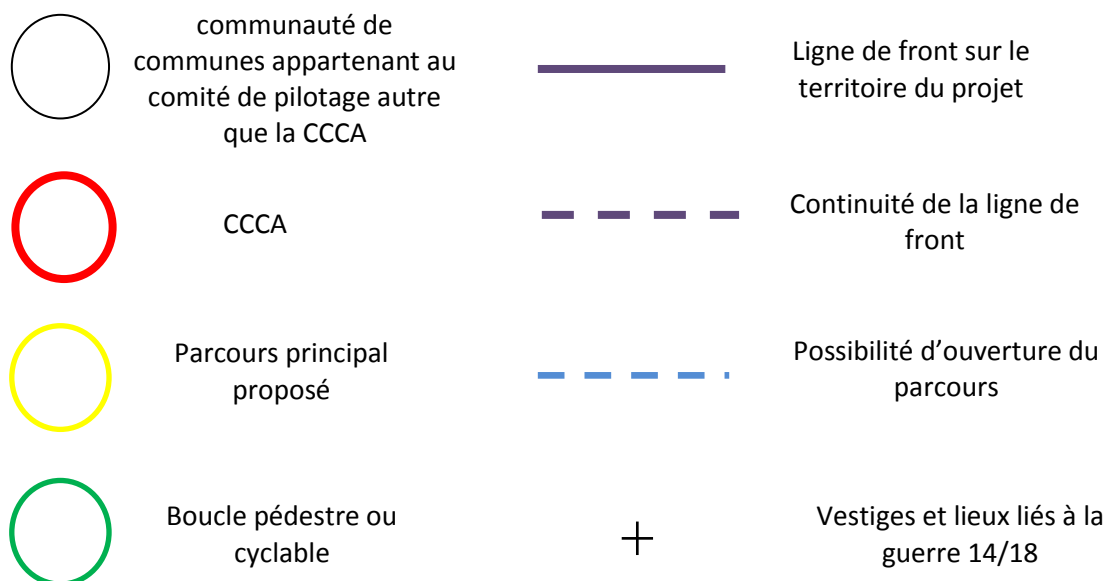 communauté de
communes appartenant au
comité de pilotage autre
que la CCCA
Ligne de front sur le
territoire du projet
CCCA
Continuité de la ligne de
front
Parcours principal
proposé
Possibilité d'ouverture du
parcours
Boucle pédestre ou
cyclable
Vestiges et lieux liés à la
guerre 14/18